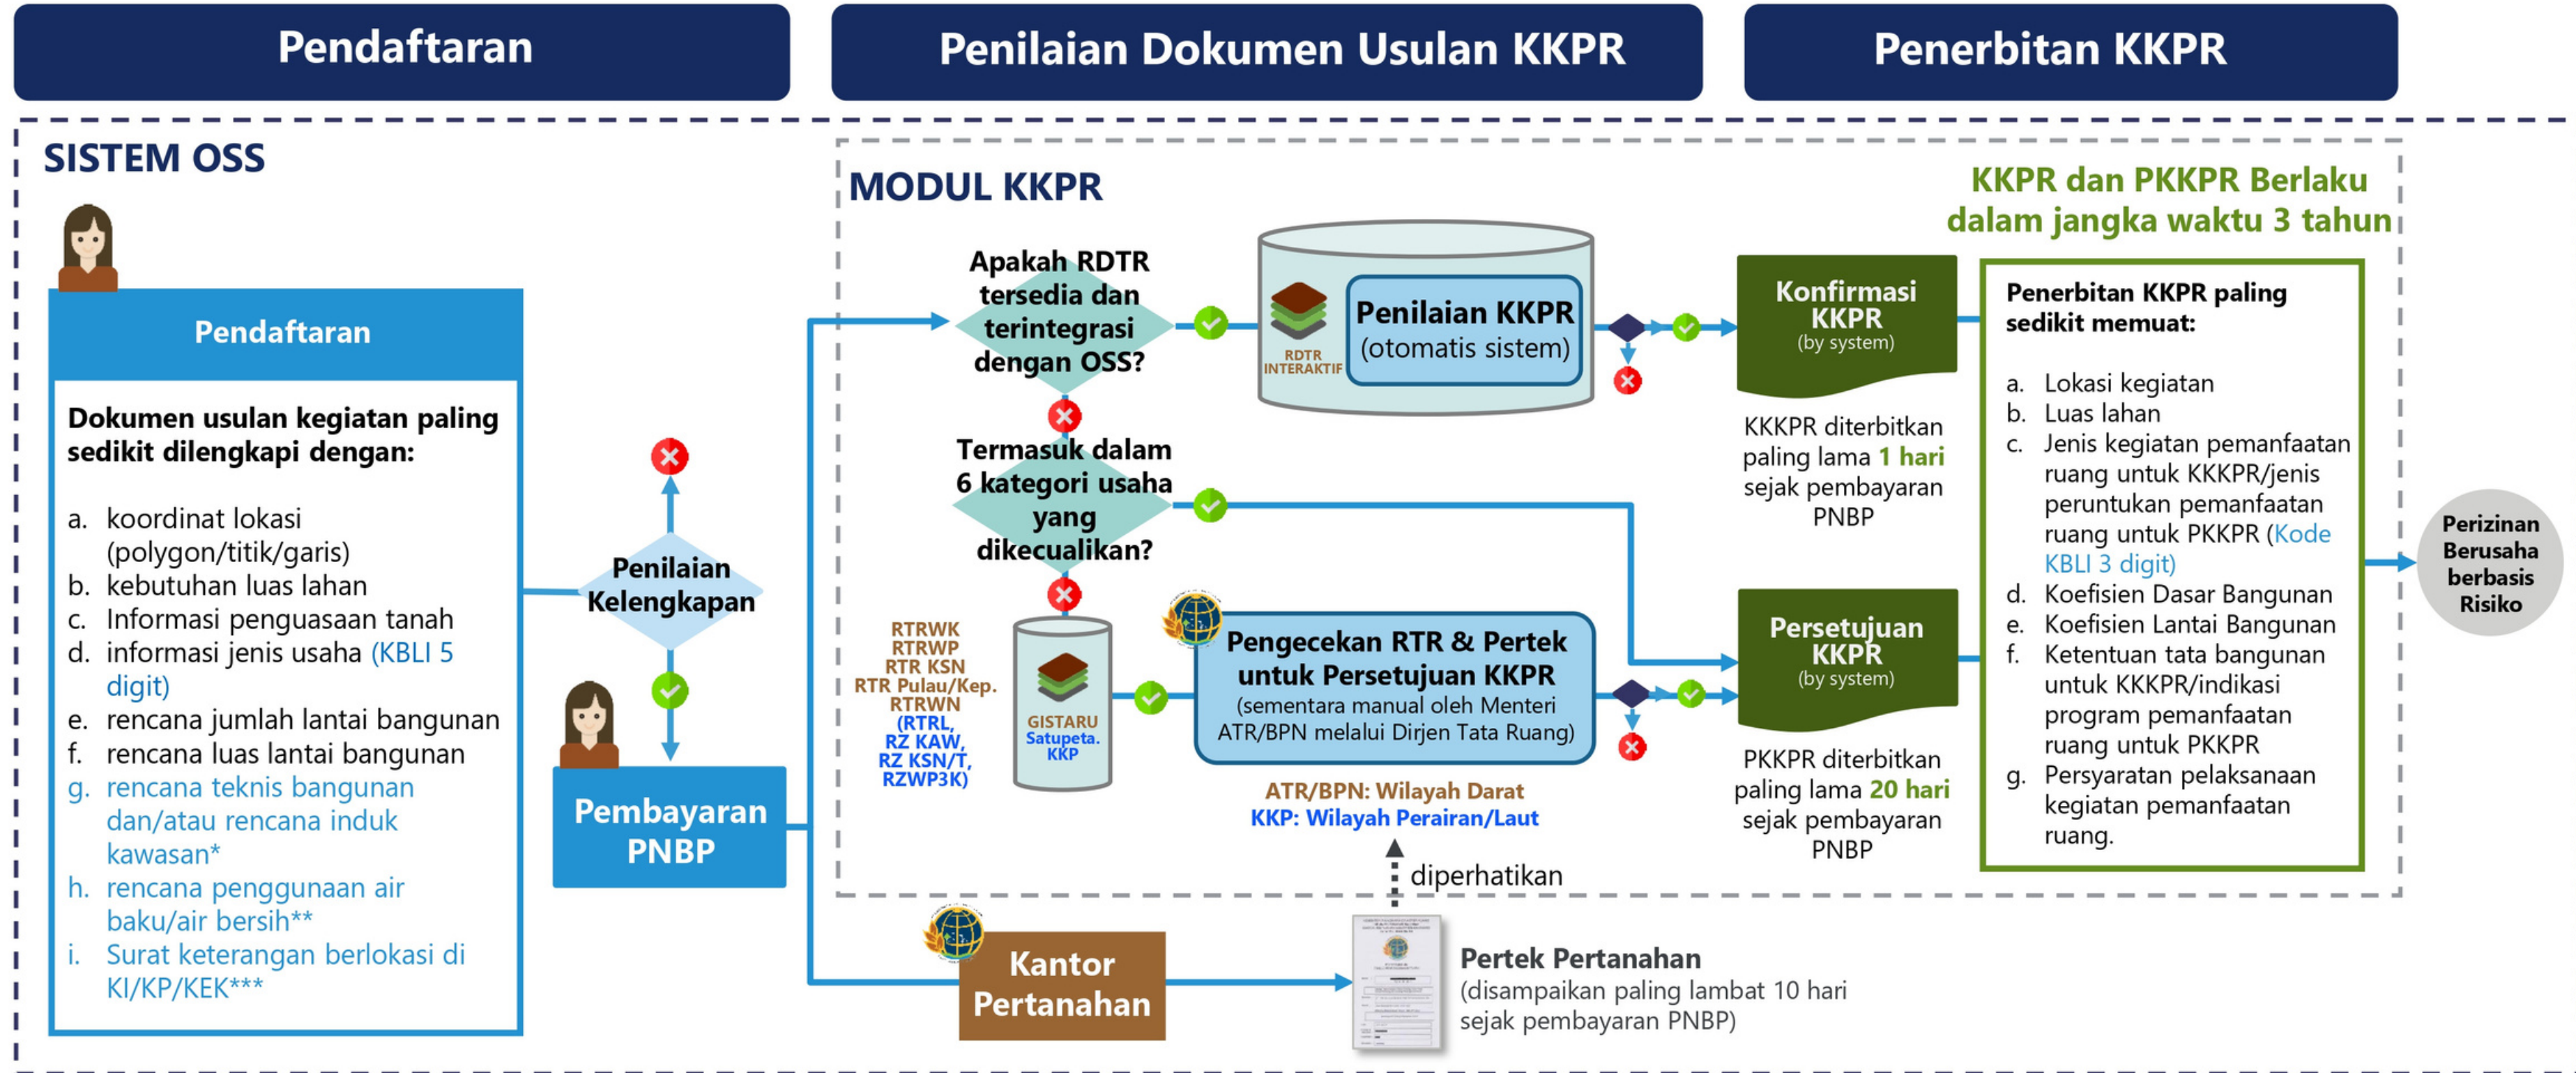 Pendaftaran
Penilaian Dokumen Usulan KKPR
Penerbitan KKPR
SISTEM OSS
Pendaftaran
Dokumen usulan kegiatan paling
sedikit dilengkapi dengan:
a. koordinat lokasi
(polygon/titik/garis)
b. kebutuhan luas lahan
c. Informasi penguasaan tanah
d. informasi jenis usaha (KBLI 5
digit)
e. rencana jumlah lantai bangunan
f. rencana luas lantai bangunan
g. rencana teknis bangunan
dan/atau rencana induk
kawasan*
h. rencana penggunaan air
baku/air bersih**
i. Surat keterangan berlokasi di
KI/KP/KEK***
Penilaian
Kelengkapan
Pembayaran
PNBP
MODUL KKPR
Apakah RDTR
tersedia dan
terintegrasi
dengan OSS?
RDTR
INTERAKTIF
Penilaian KKPR
(otomatis sistem)
Termasuk dalam
6 kategori usaha
yang
dikecualikan?
RTRWK
RTRWP
RTR KSN
RTR Pulau/Kep.
RTRWN
(RTRL,
RZ KAW,
RZ KSN/T,
RZWP3K)
GISTARU
Satupeta.
KKP
Pengecekan RTR & Pertek
untuk Persetujuan KKPR
(sementara manual oleh Menteri
ATR/BPN melalui Dirjen Tata Ruang)
ATR/BPN: Wilayah Darat
KKP: Wilayah Perairan/Laut
diperhatikan
Kantor
Pertanahan
Pertek Pertanahan
(disampaikan paling lambat 10 hari
sejak pembayaran PNBP)
KKPR dan PKKPR Berlaku
dalam jangka waktu 3 tahun
Konfirmasi
KKPR
(by system)
KKKPR diterbitkan
paling lama 1 hari
sejak pembayaran
PNBP
Persetujuan
KKPR
(by system)
PKKPR diterbitkan
paling lama 20 hari
sejak pembayaran
PNBP
Penerbitan KKPR paling
sedikit memuat:
a. Lokasi kegiatan
b. Luas lahan
c. Jenis kegiatan pemanfaatan
ruang untuk KKKPR/jenis
peruntukan pemanfaatan
ruang untuk PKKPR (Kode
KBLI 3 digit)
d. Koefisien Dasar Bangunan
e. Koefisien Lantai Bangunan
f. Ketentuan tata bangunan
untuk KKKPR/indikasi
program pemanfaatan
ruang untuk PKKPR
g. Persyaratan pelaksanaan
kegiatan pemanfaatan
ruang.
Perizinan
Berusaha
berbasis
Risiko